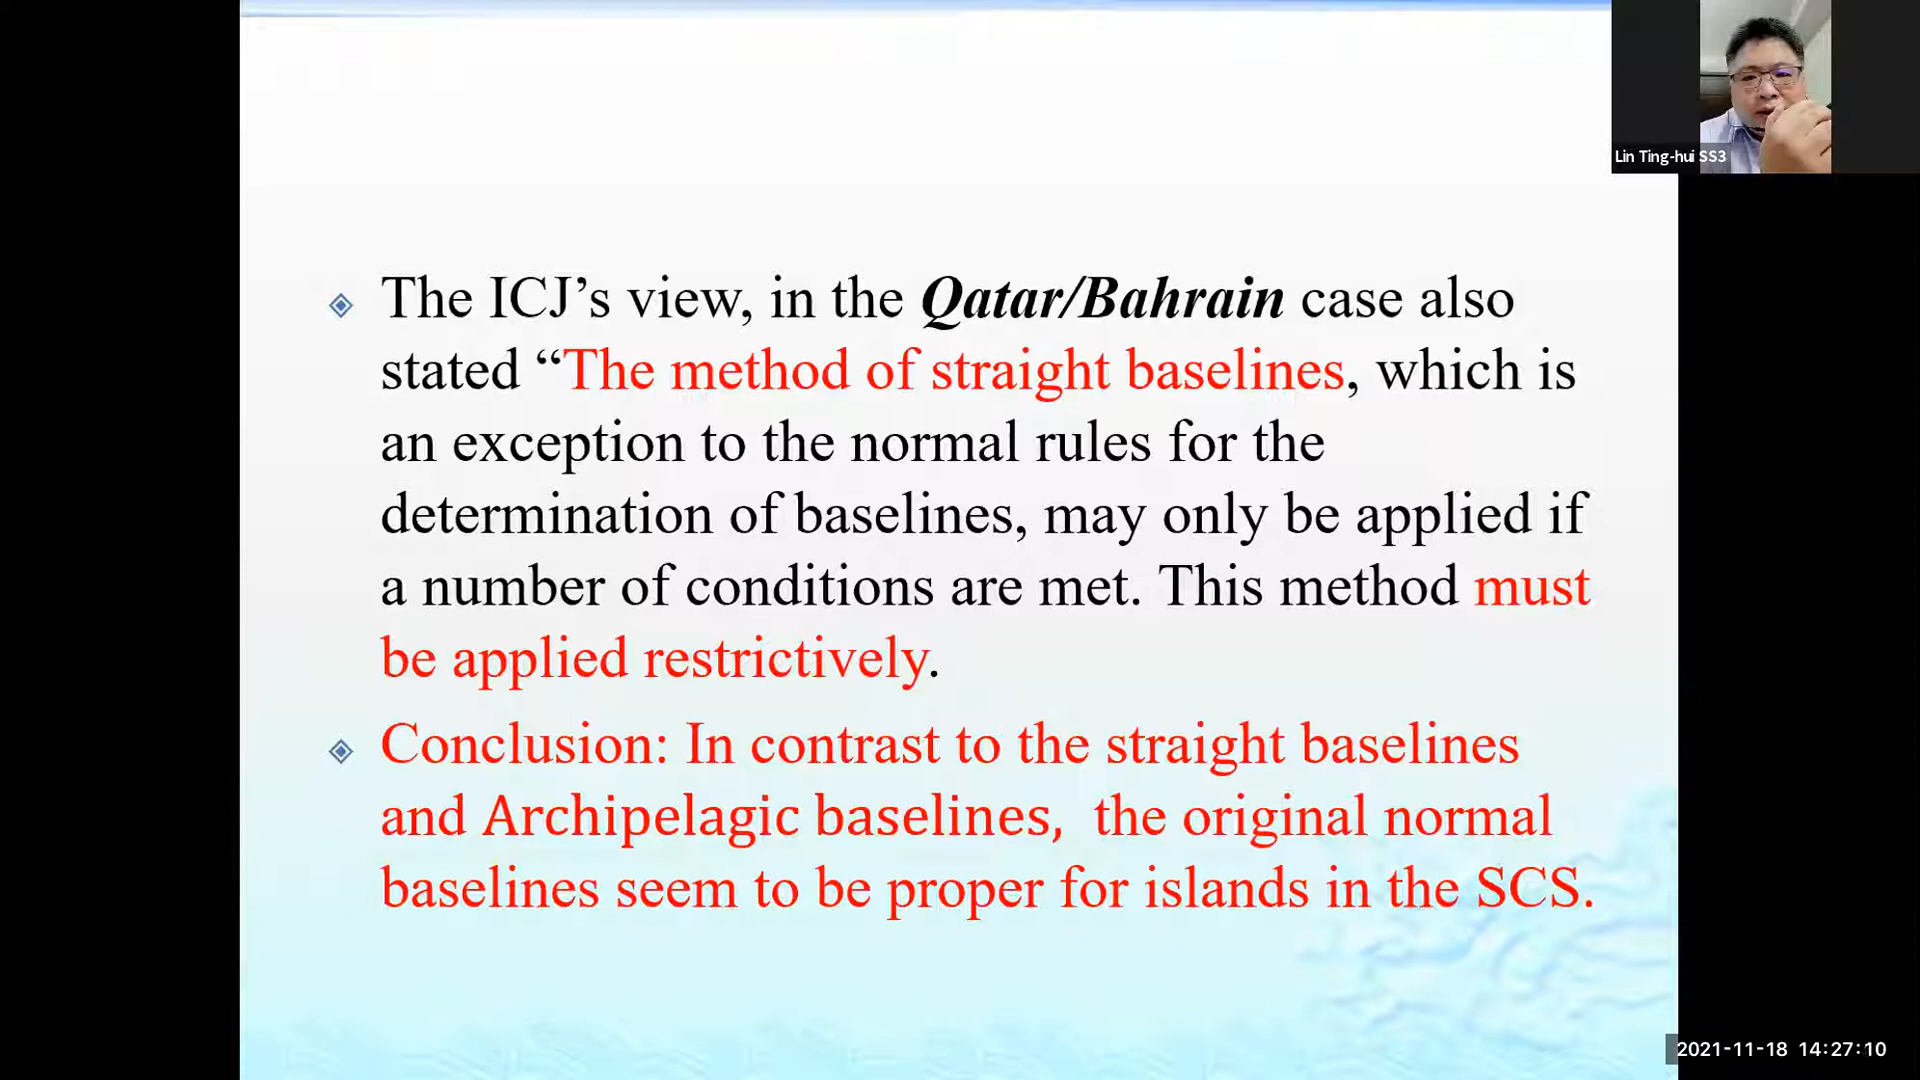 Lin Ting-hui SS3
The ICJ’s view, in the Qatar/Bahrain case also
stated “The method of straight baselines, which is
an exception to the normal rules for the
determination of baselines, may only be applied if
a number of conditions are met. This method must
be applied restrictively.
Conclusion: In contrast to the straight baselines
and Archipelagic baselines, the original normal
baselines seem to be proper for islands in the SCS.
2021-11-18 14:27:10